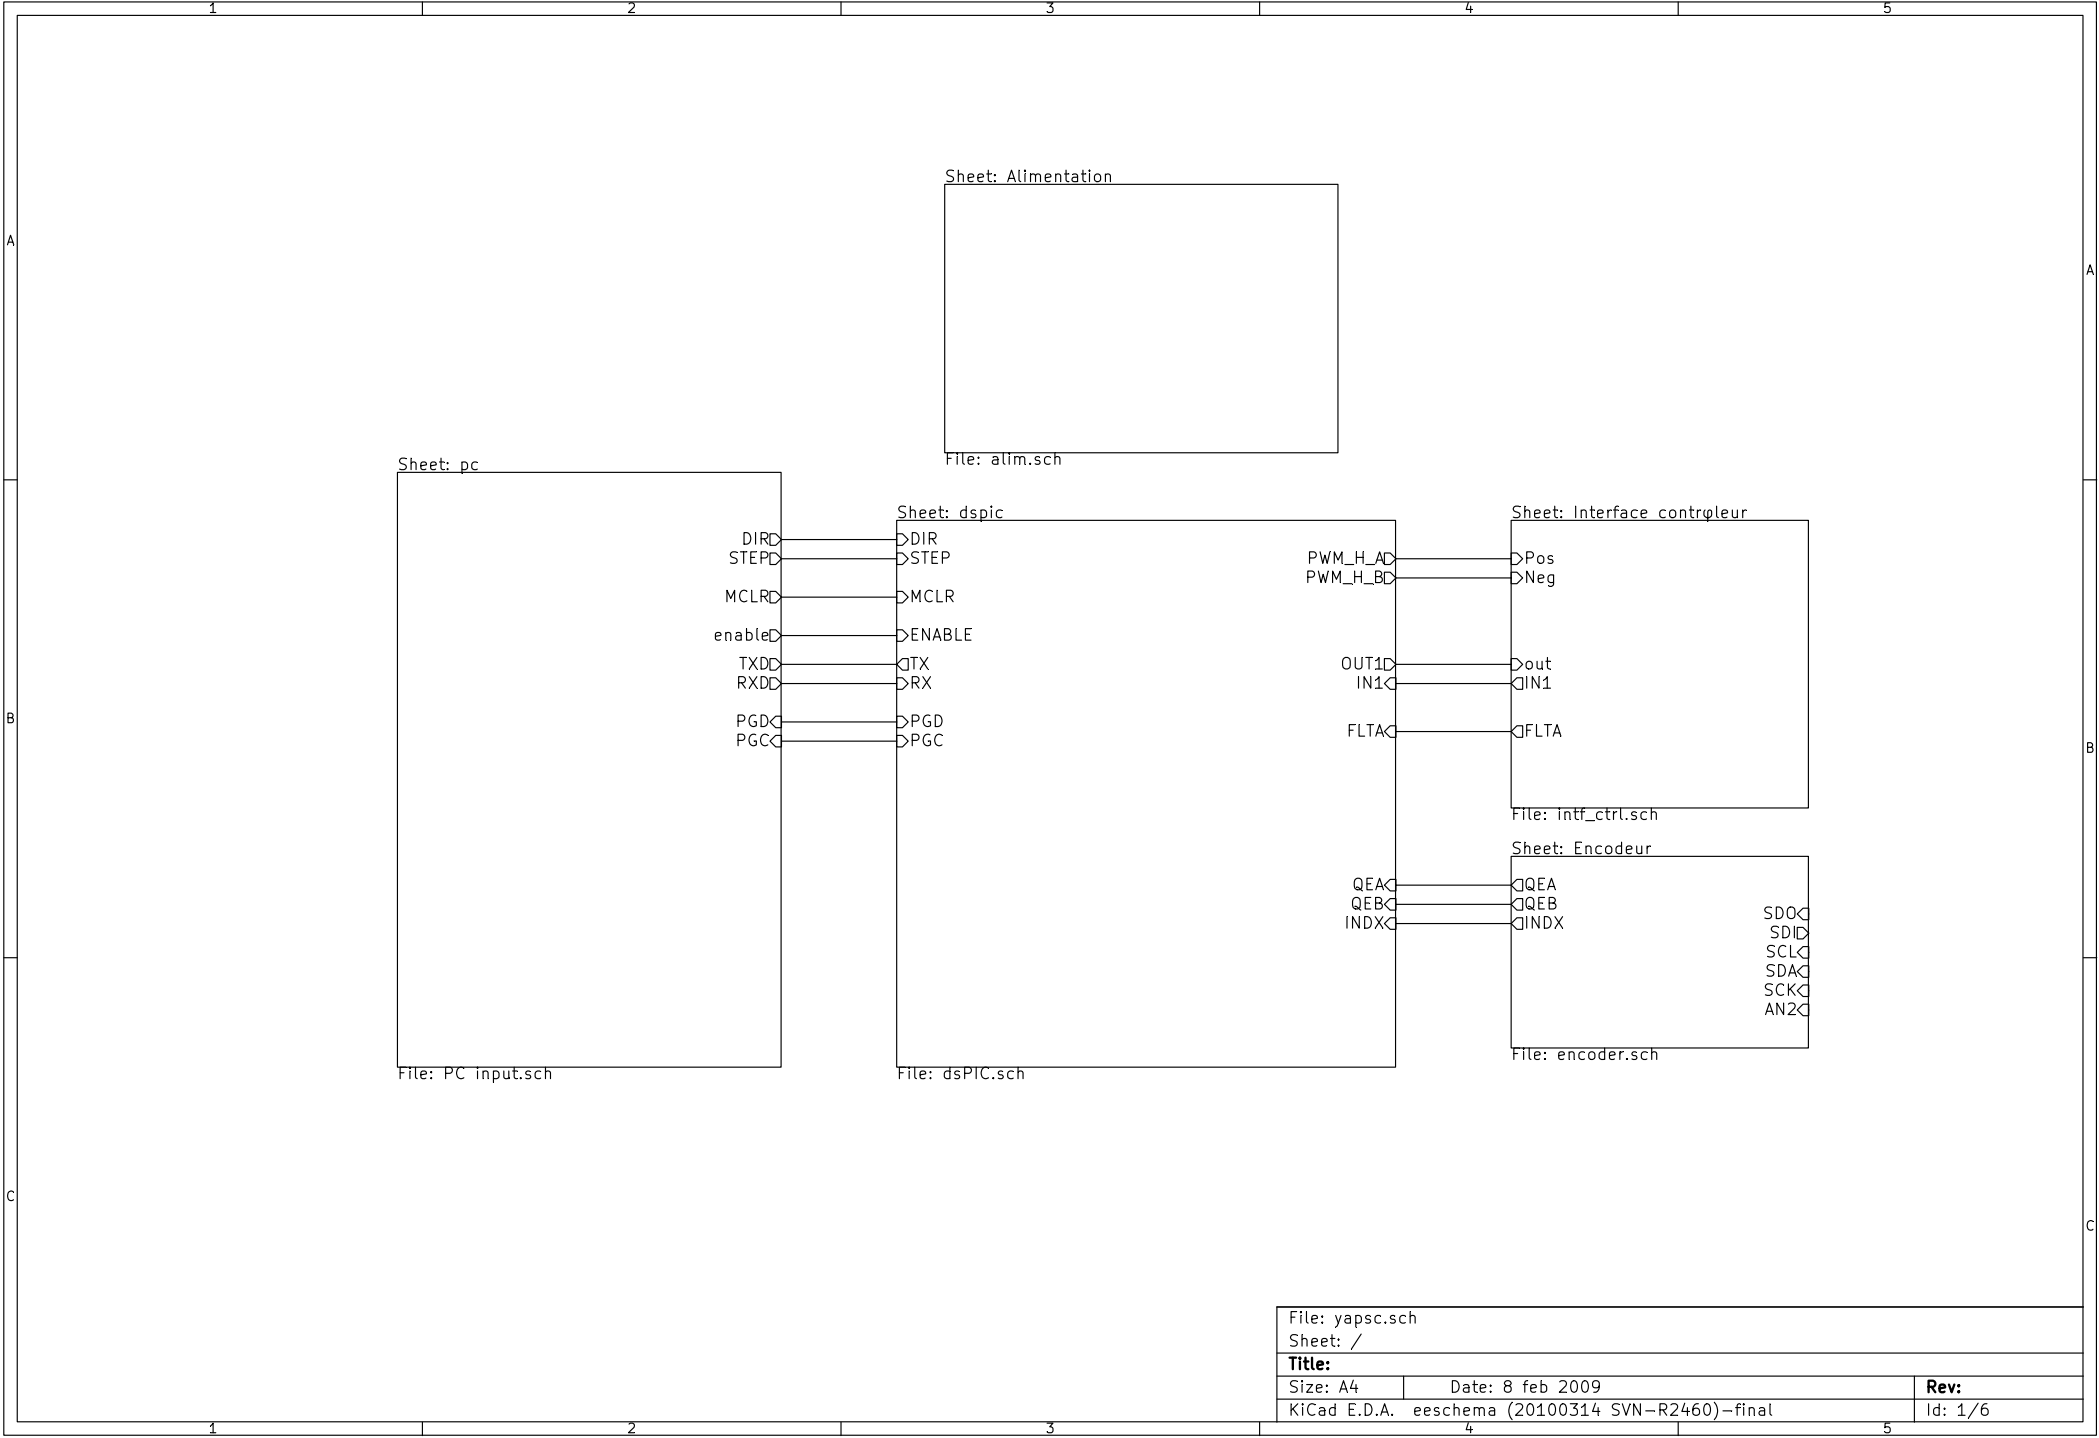 1 2 3 4 5
A
A
B
B
C
C
Sheet: Alimentation
File: alim.sch
Sheet: pc
DIR
STEP
MCLR
enable
TXD
RXD
PGD
PGC
File: PC input.sch
Sheet: dspic
DIR
STEP
MCLR
ENABLE
TX
RX
PGD
PGC
PWM_H_A
PWM_H_B
OUT1
IN1
FLTA
QEA
QEB
INDX
File: dsPIC.sch
Sheet: Interface contrφleur
Pos
Neg
out
IN1
FLTA
File: intf_ctrl.sch
Sheet: Encodeur
QEA
QEB
INDX
SDO
SDI
SCL
SDA
SCK
AN2
File: encoder.sch
File: yapsc.sch
Sheet: /
Title:
Size: A4 Date: 8 feb 2009 Rev:
KiCad E.D.A. eeschema (20100314 SVN-R2460)-final Id: 1/6
1 2 3 4 5